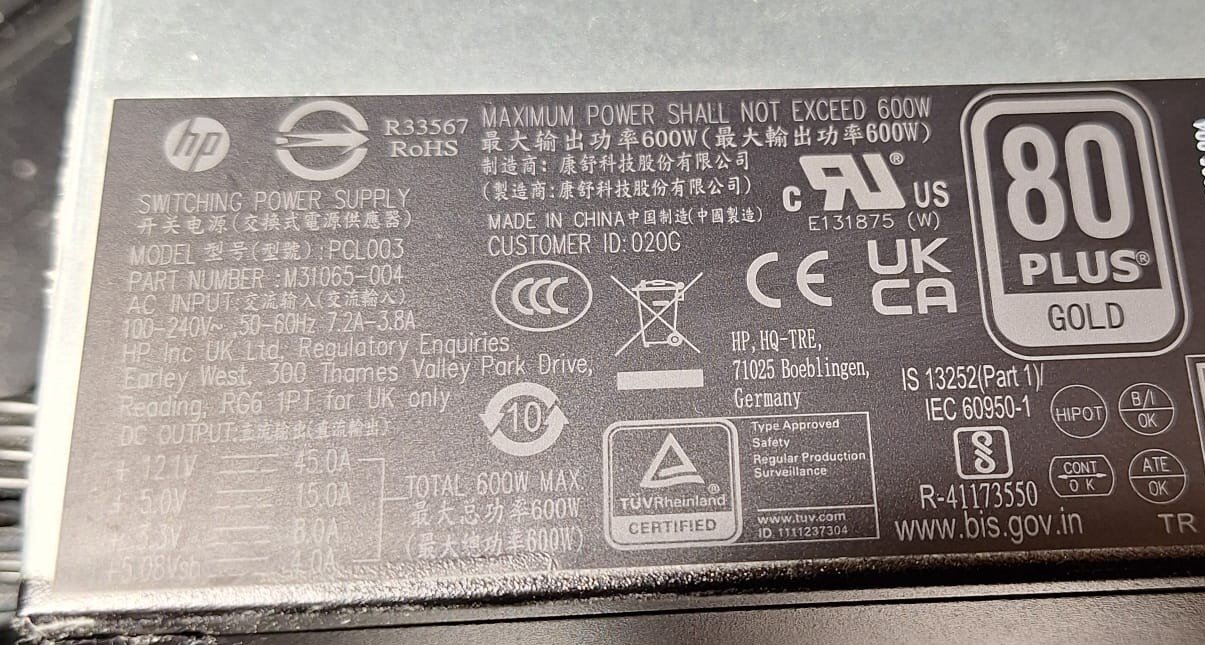 hp
R33567
RoHS
MAXIMUM POWER SHALL NOT EXCEED 600W
最大输出功率600W(最大輸出功率600W)
制造商: 康舒科技股份有限公司
(製造商:康舒科技股份有限公司)
MADE IN CHINA中国制造(中國製造)
CUSTOMER ID:020G
SWITCHING POWER SUPPLY
开关电源(交换式電源供應器)
MODEL 型号(型號):PCL003
PART NUMBER:M31065-004
AC INPUT:交流输入(交流輸入)
100-240V~ 50-60Hz 7.2A-3.8A
HP Inc UK Ltd, Regulatory Enquiries
Earley West, 300 Thames Valley Park Drive,
Reading, RG6 1PT for UK only
DC OUTPUT:直流输出(直流輸出)
+12.1V 45.0A
+5.0V 15.0A
+3.3V 8.0A
+5.08Vsb 4.0A
TOTAL 600W MAX
最大总功率600W
(最大總功率600W)
CCC
10
c RU® US
E131875 (W)
CE
UK
CA
HP, HQ-TRE,
71025 Boeblingen,
Germany
TÜVRheinland®
CERTIFIED
Type Approved
Safety
Regular Production
Surveillance
www.tuv.com
ID 1111237304
80
PLUS®
GOLD
IS 13252(Part 1)/
IEC 60950-1
R-41173550
www.bis.gov.in
HIPOT
B/I
OK
CONT
OK
ATE
OK
TR